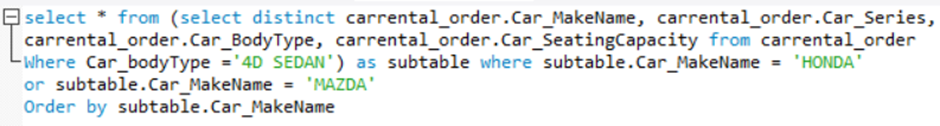 select * from (select distinct carrental_order.Car_MakeName, carrental_order.Car_Series,
carrental_order.Car_BodyType, carrental_order.Car_SeatingCapacity from carrental_order
Where Car_bodyType ='4D SEDAN') as subtable where subtable.Car_MakeName = 'HONDA'
or subtable.Car_MakeName = 'MAZDA'
Order by subtable.Car_MakeName